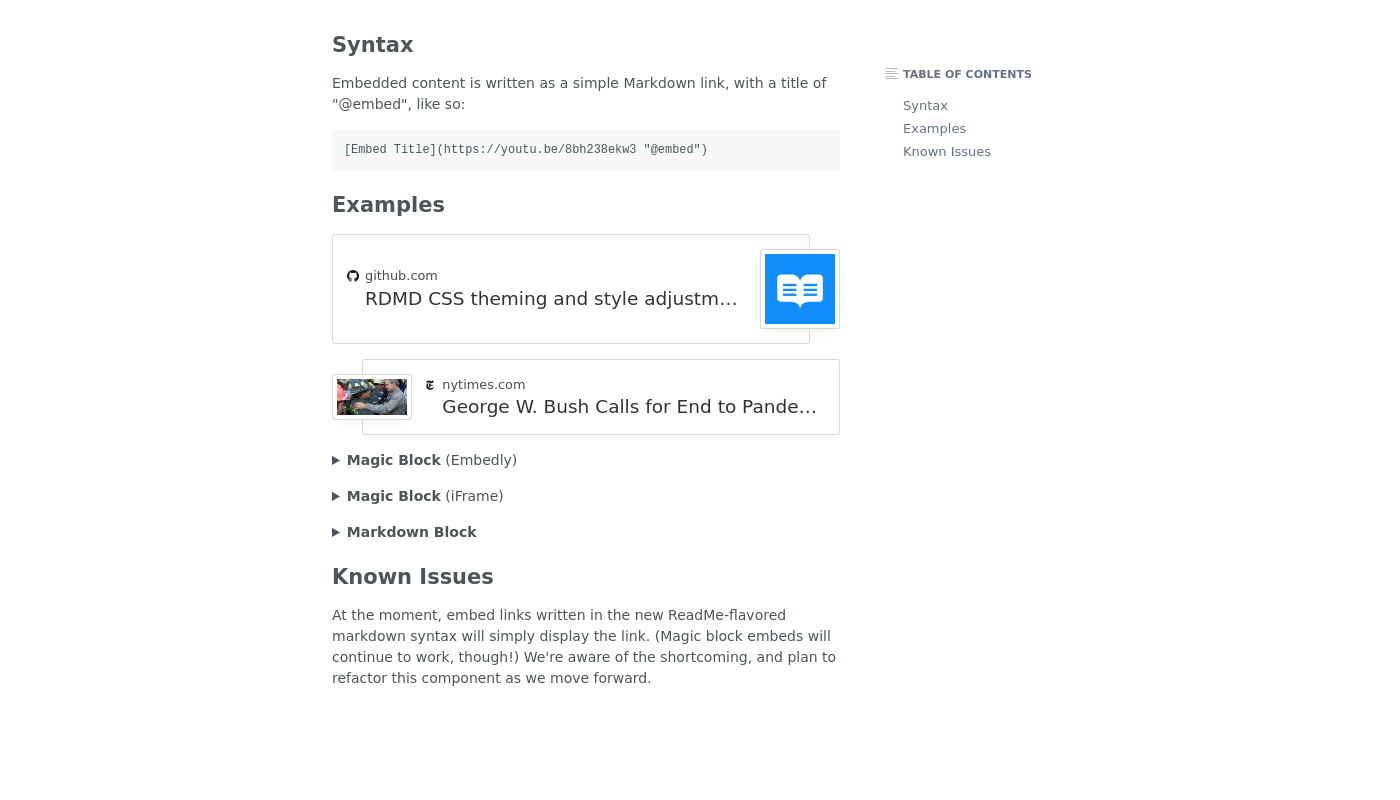 Syntax
Embedded content is written as a simple Markdown link, with a title of
"@embed", like so:
[Embed Title](https://youtu.be/8bh238ekw3 "@embed")
Examples
github.com
RDMD CSS theming and style adjustm…
nytimes.com
George W. Bush Calls for End to Pande…
Magic Block (Embedly)
Magic Block (iFrame)
Markdown Block
Known Issues
At the moment, embed links written in the new ReadMe-flavored
markdown syntax will simply display the link. (Magic block embeds will
continue to work, though!) We're aware of the shortcoming, and plan to
refactor this component as we move forward.
TABLE OF CONTENTS
Syntax
Examples
Known Issues